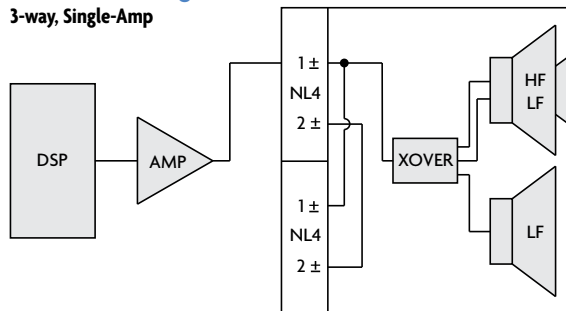 3-way, Single-Amp
DSP
AMP
1 ±
NL4
2 ±
1 ±
NL4
2 ±
XOVER
HF
LF
LF